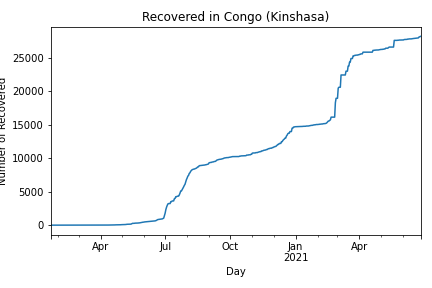 Recovered in Congo (Kinshasa)
Number of Recovered
25000
20000
15000
10000
5000
0
Apr
Jul
Oct
Jan
2021
Apr
Day